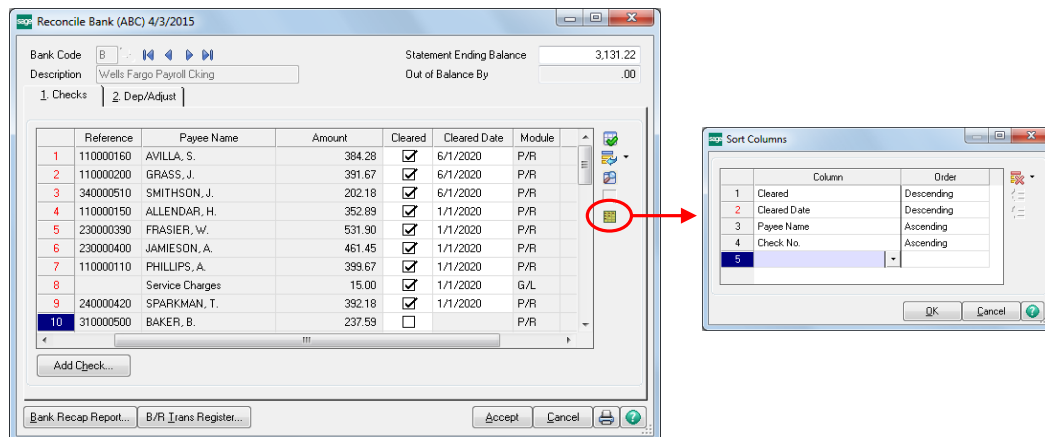 sage Reconcile Bank (ABC) 4/3/2015
Bank Code B Statement Ending Balance 3,131.22
Description Wells Fargo Payroll Cking Out of Balance By .00
1. Checks 2. Dep/Adjust
Reference Payee Name Amount Cleared Cleared Date Module
1 110000160 AVILLA, S. 384.28 6/1/2020 P/R
2 110000200 GRASS, J. 391.67 6/1/2020 P/R
3 340000510 SMITHSON, J. 202.18 6/1/2020 P/R
4 110000150 ALLENDAR, H. 352.89 1/1/2020 P/R
5 230000390 FRASIER, W. 531.90 1/1/2020 P/R
6 230000400 JAMIESON, A. 461.45 1/1/2020 P/R
7 110000110 PHILLIPS, A. 399.67 1/1/2020 P/R
8 Service Charges 15.00 1/1/2020 G/L
9 240000420 SPARKMAN, T. 392.18 1/1/2020 P/R
10 310000500 BAKER, B. 237.59 P/R
Add Check...
Bank Recap Report... B/R Trans Register... Accept Cancel
sage Sort Columns
Column Order
1 Cleared Descending
2 Cleared Date Descending
3 Payee Name Ascending
4 Check No. Ascending
5
OK Cancel